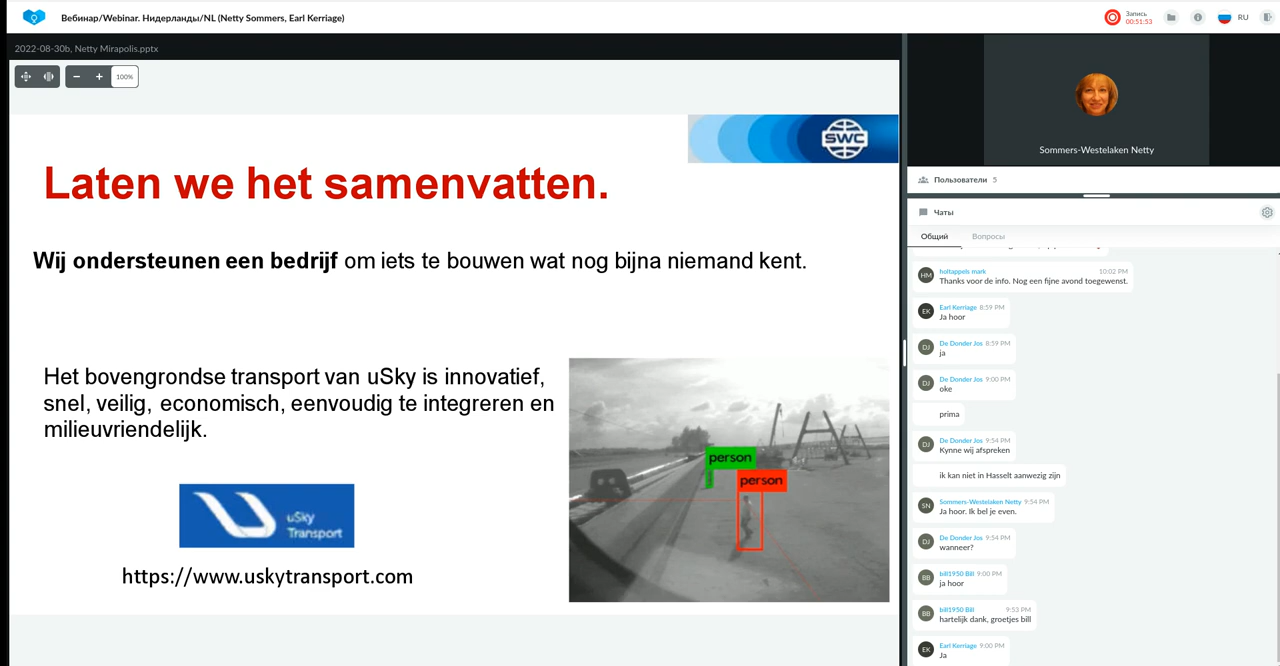 Вебинар/Webinar. Нидерланды/NL (Netty Sommers, Earl Kerriage)
Запись
00:51:53
RU
2022-08-30b, Netty Mirapolis.pptx
100%
SWC
Laten we het samenvatten.
Wij ondersteunen een bedrijf om iets te bouwen wat nog bijna niemand kent.
Het bovengrondse transport van uSky is innovatief,
snel, veilig, economisch, eenvoudig te integreren en
milieuvriendelijk.
person
person
uSky
Transport
https://www.uskytransport.com
Sommers-Westelaken Netty
Пользователи 5
Чаты
Общий
Вопросы
HM
holtappels mark 10:02 PM
Thanks voor de info. Nog een fijne avond toegewenst.
EK
Earl Kerriage 8:59 PM
Ja hoor
DJ
De Donder Jos 8:59 PM
ja
DJ
De Donder Jos 9:00 PM
oke
prima
DJ
De Donder Jos 9:54 PM
Kynne wij afspreken
ik kan niet in Hasselt aanwezig zijn
SN
Sommers-Westelaken Netty 9:54 PM
Ja hoor. Ik bel je even.
DJ
De Donder Jos 9:54 PM
wanneer?
BB
bill1950 Bill 9:00 PM
ja hoor
BB
bill1950 Bill 9:53 PM
hartelijk dank, groetjes bill
EK
Earl Kerriage 9:00 PM
Ja